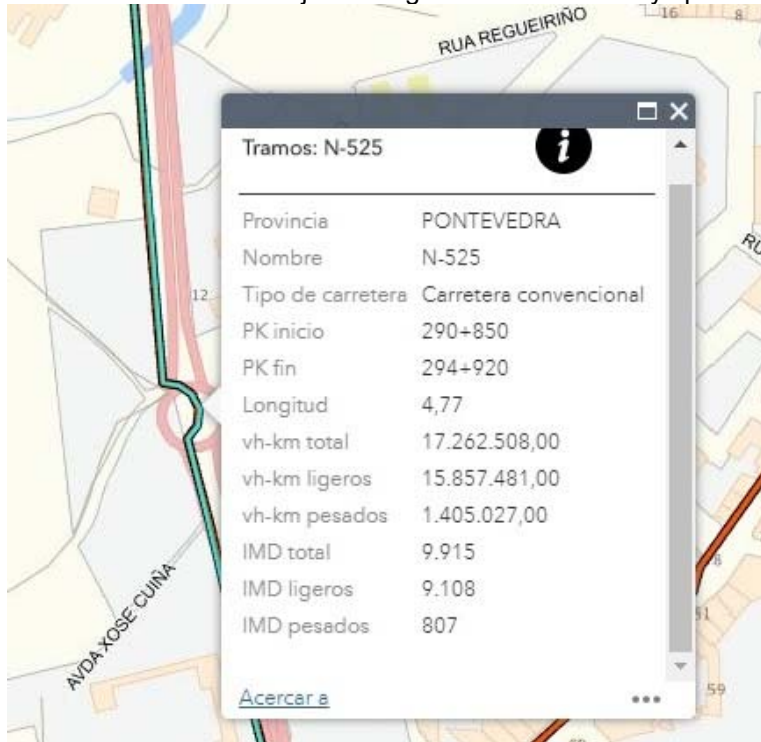 RUA REGUEIRIÑO
16
8
Tramos: N-525
i
Provincia PONTEVEDRA
Nombre N-525
12
Tipo de carretera Carretera convencional
PK inicio 290+850
PK fin 294+920
Longitud 4,77
vh-km total 17.262.508,00
vh-km ligeros 15.857.481,00
vh-km pesados 1.405.027,00
IMD total 9.915
IMD ligeros 9.108
IMD pesados 807
AVDA XOSE CUIÑA
51
Acercar a
59